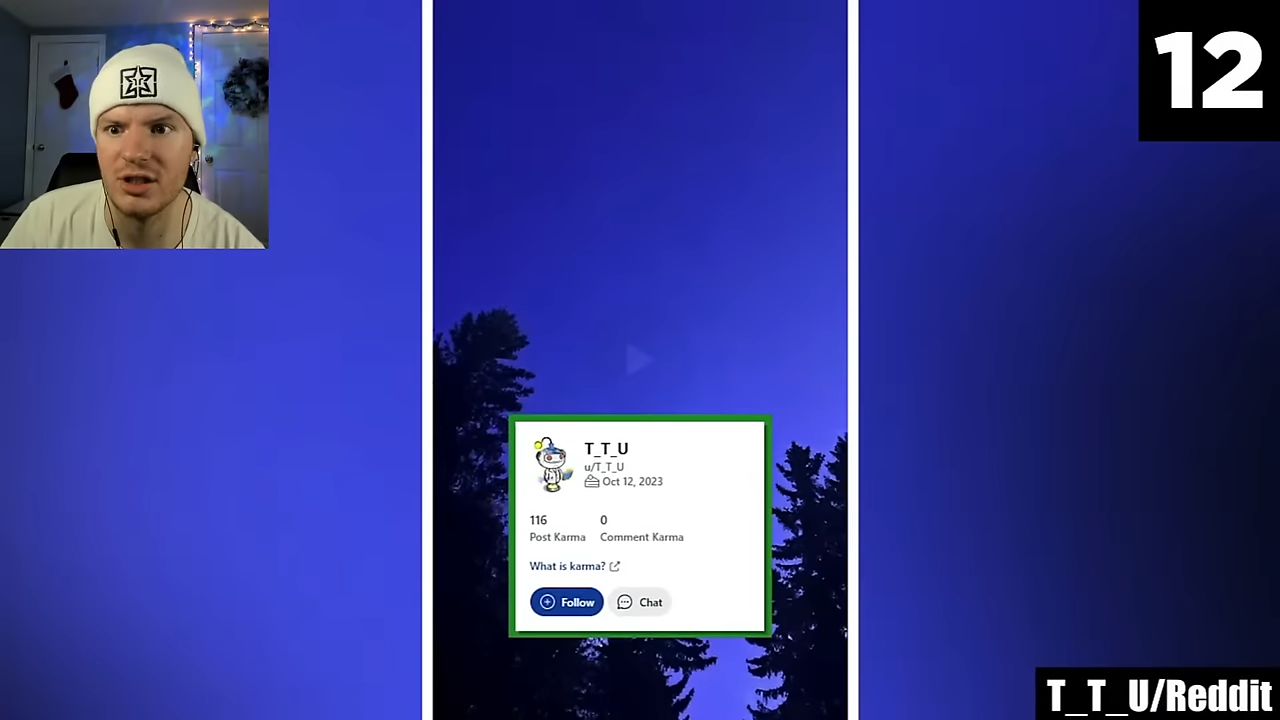 12
T_T_U
u/T_T_U
Oct 12, 2023
116
0
Post Karma
Comment Karma
What is karma?
Follow
Chat
T_T_U/Reddit